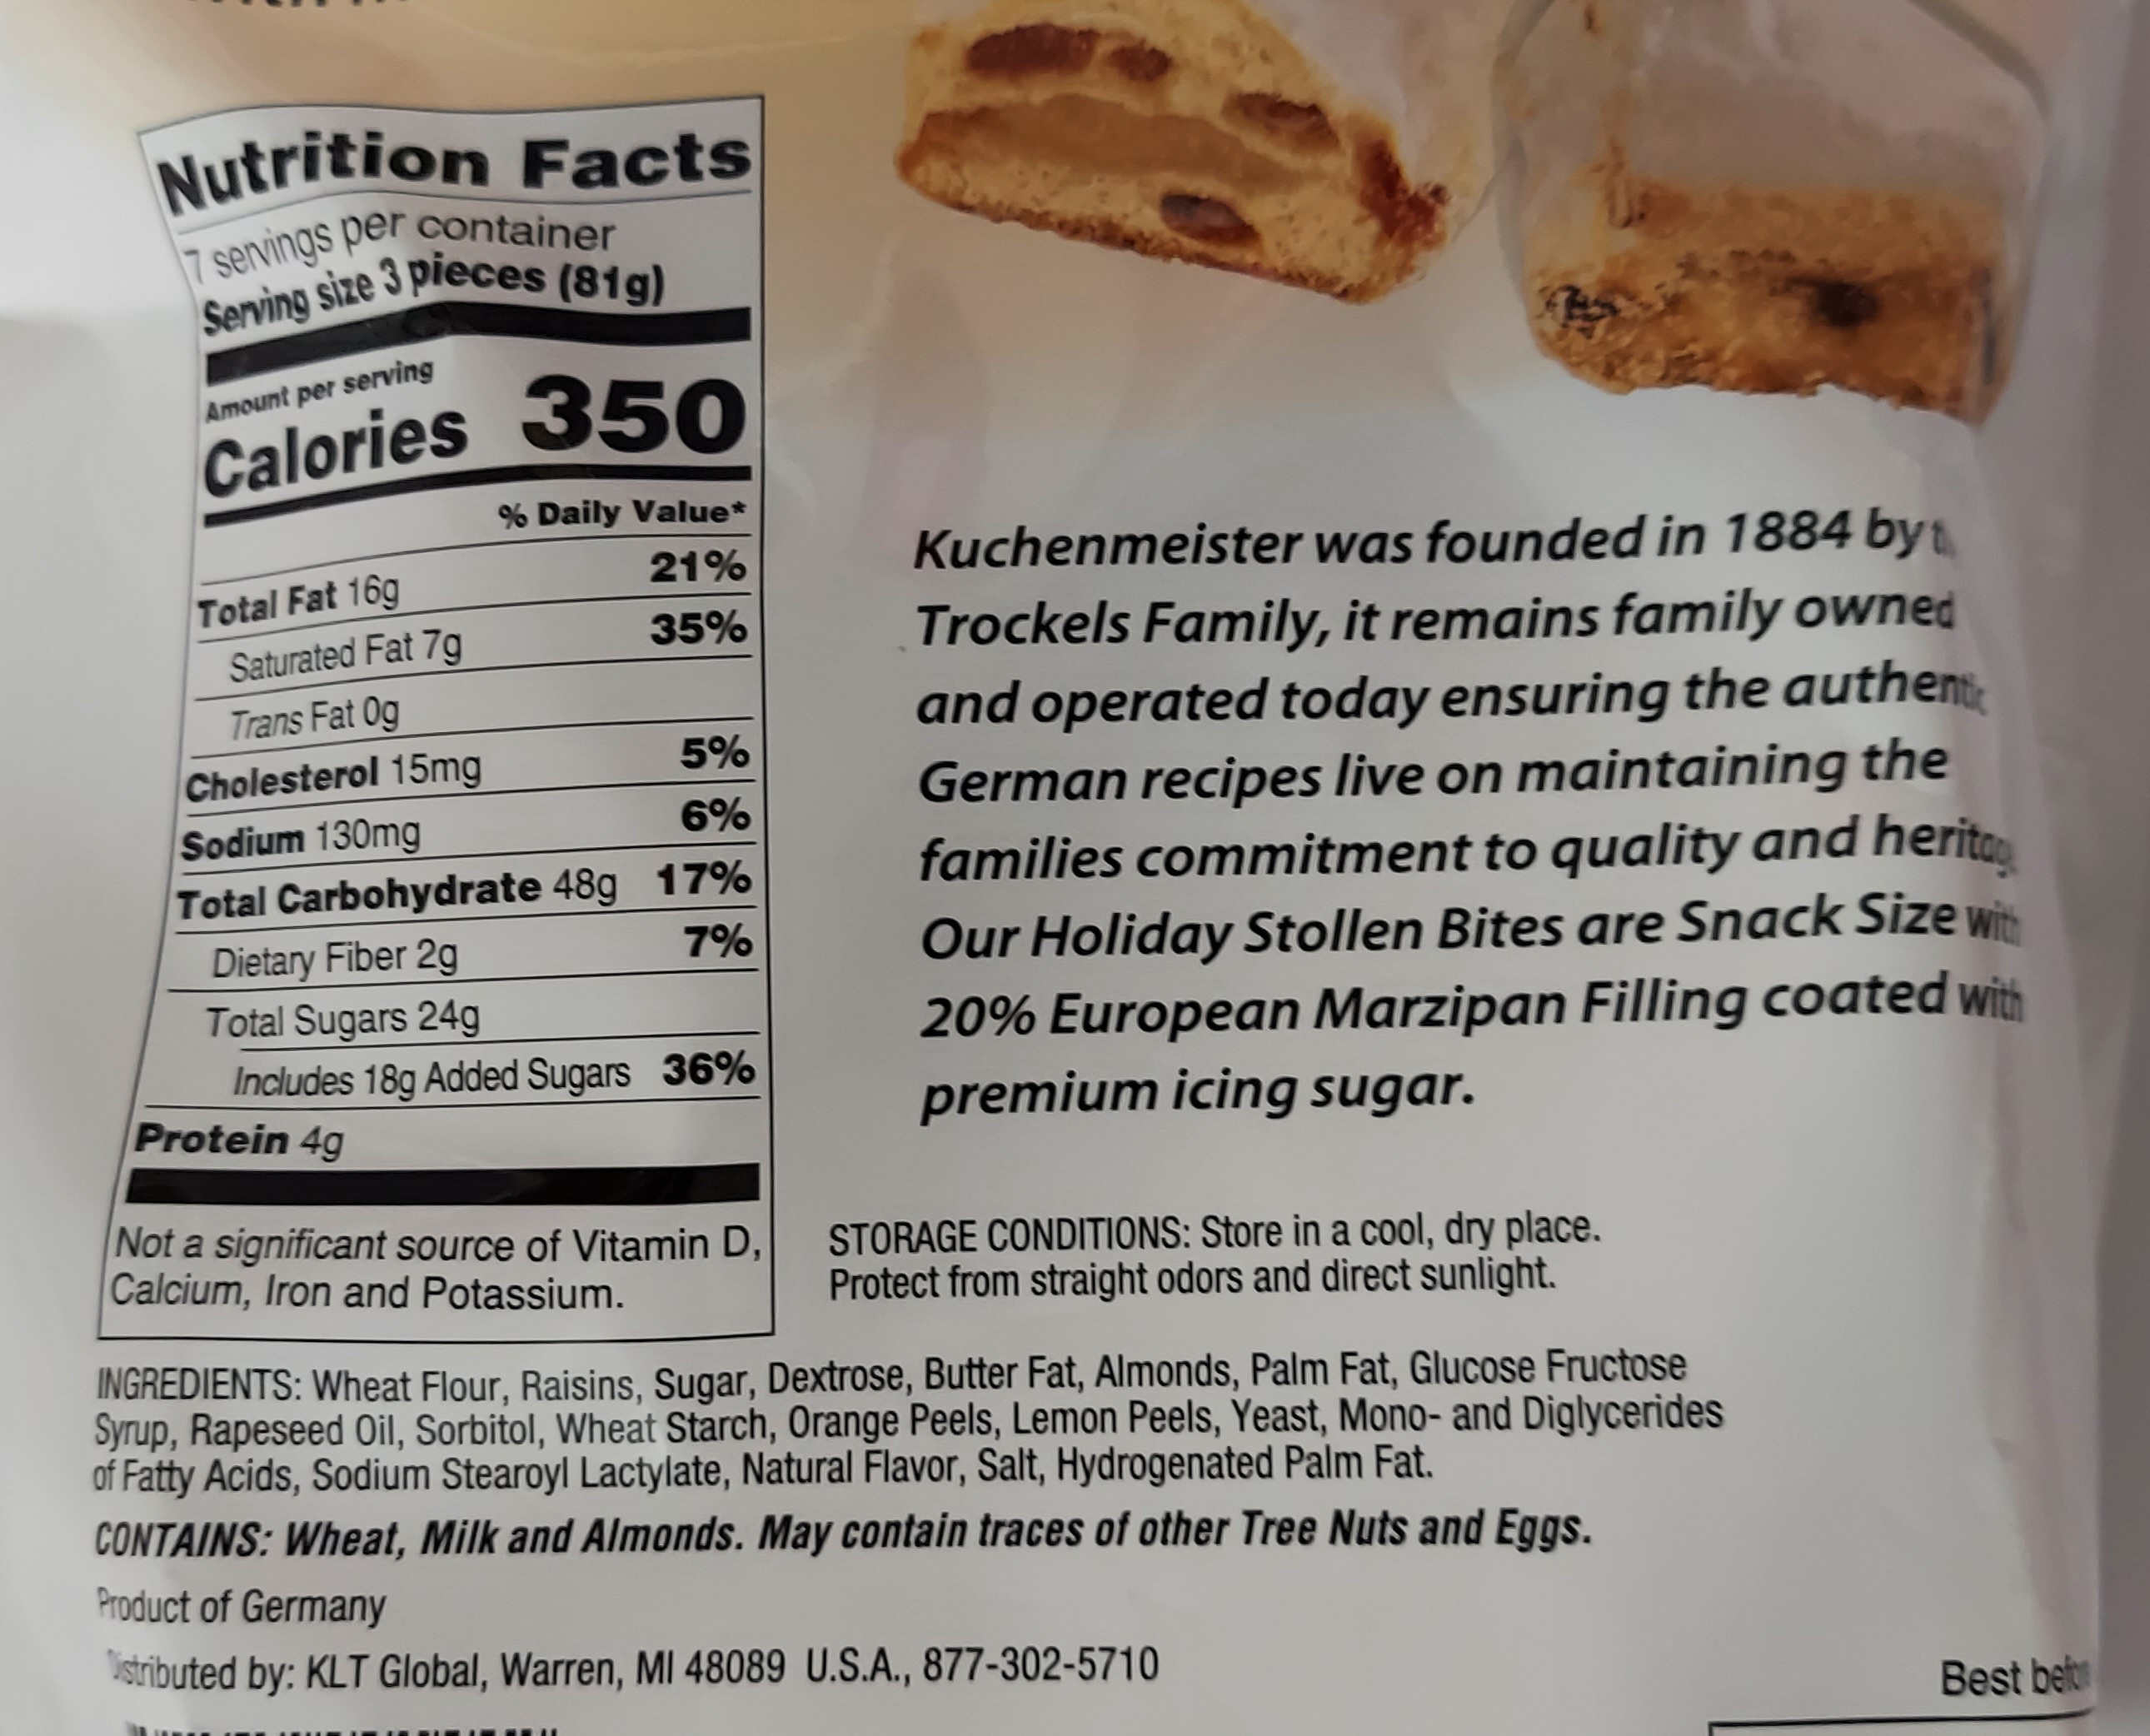 Nutrition Facts
7 servings per container
Serving size 3 pieces (81g)
Amount per serving
Calories 350
% Daily Value*
Total Fat 16g 21%
Saturated Fat 7g 35%
Trans Fat 0g
Cholesterol 15mg 5%
Sodium 130mg 6%
Total Carbohydrate 48g 17%
Dietary Fiber 2g 7%
Total Sugars 24g
Includes 18g Added Sugars 36%
Protein 4g
Not a significant source of Vitamin D,
Calcium, Iron and Potassium.
Kuchenmeister was founded in 1884 by
Trockels Family, it remains family owned
and operated today ensuring the authentic
German recipes live on maintaining the
families commitment to quality and
Our Holiday Stollen Bites are Snack Size with
20% European Marzipan Filling coated with
premium icing sugar.
STORAGE CONDITIONS: Store in a cool, dry place.
Protect from straight odors and direct sunlight.
INGREDIENTS: Wheat Flour, Raisins, Sugar, Dextrose, Butter Fat, Almonds, Palm Fat, Glucose Fructose
Syrup, Rapeseed Oil, Sorbitol, Wheat Starch, Orange Peels, Lemon Peels, Yeast, Mono- and Diglycerides
of Fatty Acids, Sodium Stearoyl Lactylate, Natural Flavor, Salt, Hydrogenated Palm Fat.
CONTAINS: Wheat, Milk and Almonds. May contain traces of other Tree Nuts and Eggs.
Product of Germany
Distributed by: KLT Global, Warren, MI 48089 U.S.A., 877-302-5710
Best